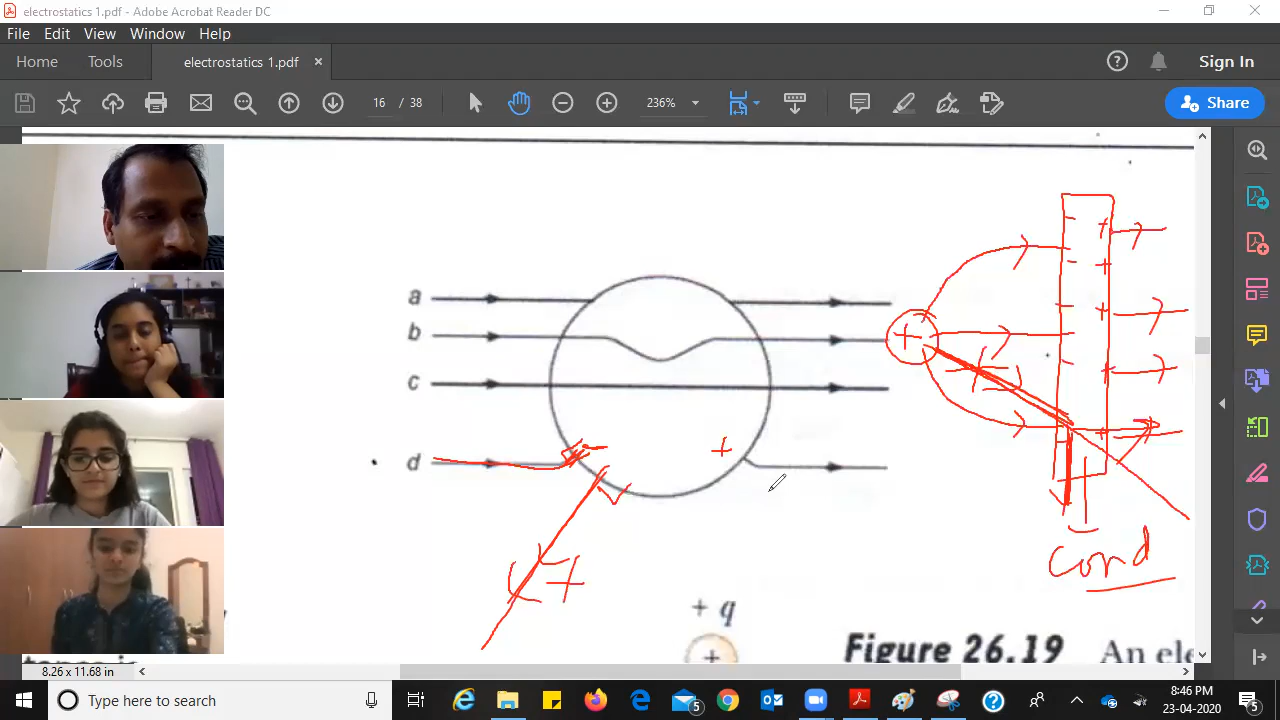 electrostatics 1.pdf - Adobe Acrobat Reader DC
File Edit View Window Help
Home Tools electrostatics 1.pdf × Sign In
16 / 38 236% Share
a
b
c
d
+
+
+
+
+
+
+
+
Cond
+ q
+
Figure 26.19 An ele
8.26 x 11.68 in
Type here to search
5
8:46 PM
23-04-2020
5